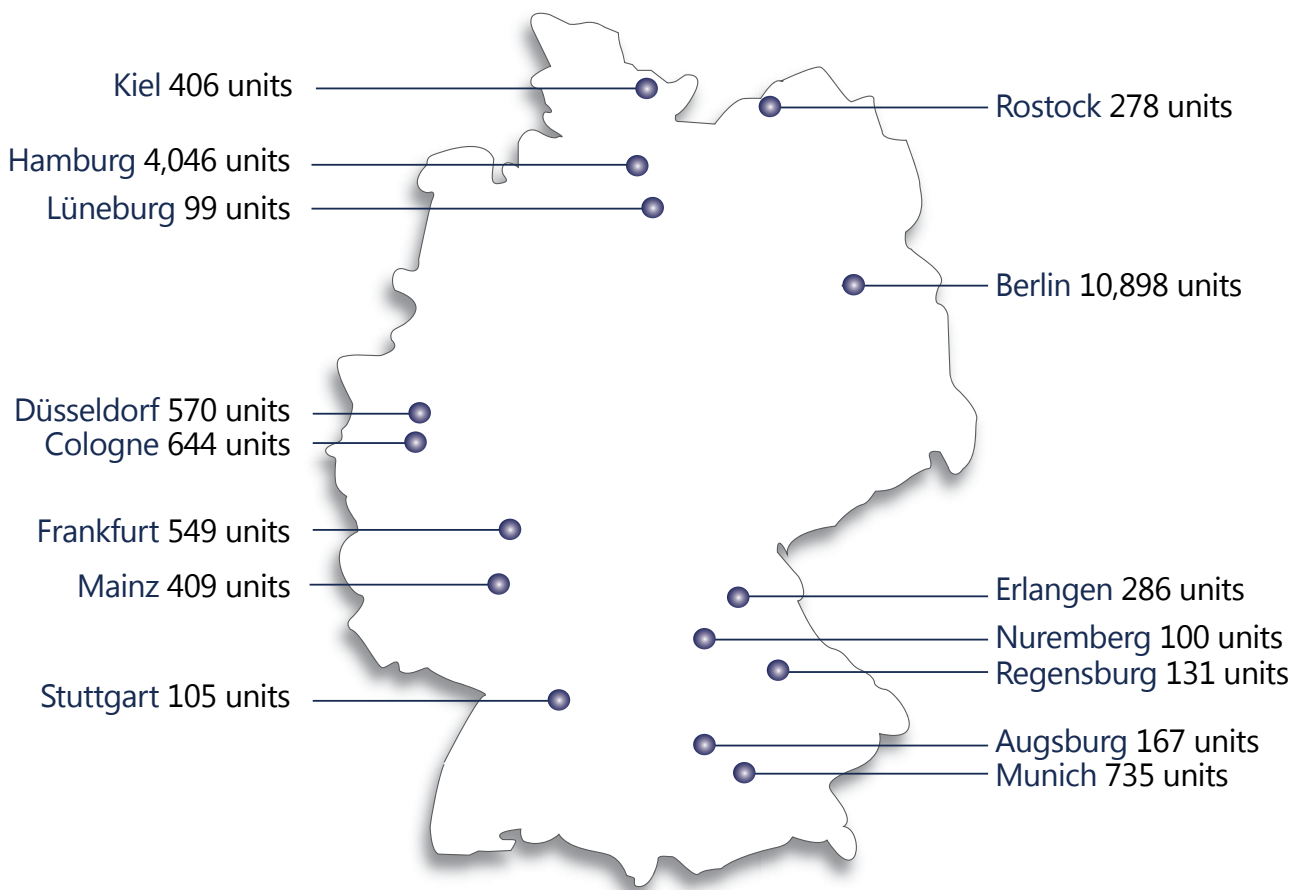 Kiel 406 units
Hamburg 4,046 units
Lüneburg 99 units
Düsseldorf 570 units
Cologne 644 units
Frankfurt 549 units
Mainz 409 units
Stuttgart 105 units
Rostock 278 units
Berlin 10,898 units
Erlangen 286 units
Nuremberg 100 units
Regensburg 131 units
Augsburg 167 units
Munich 735 units